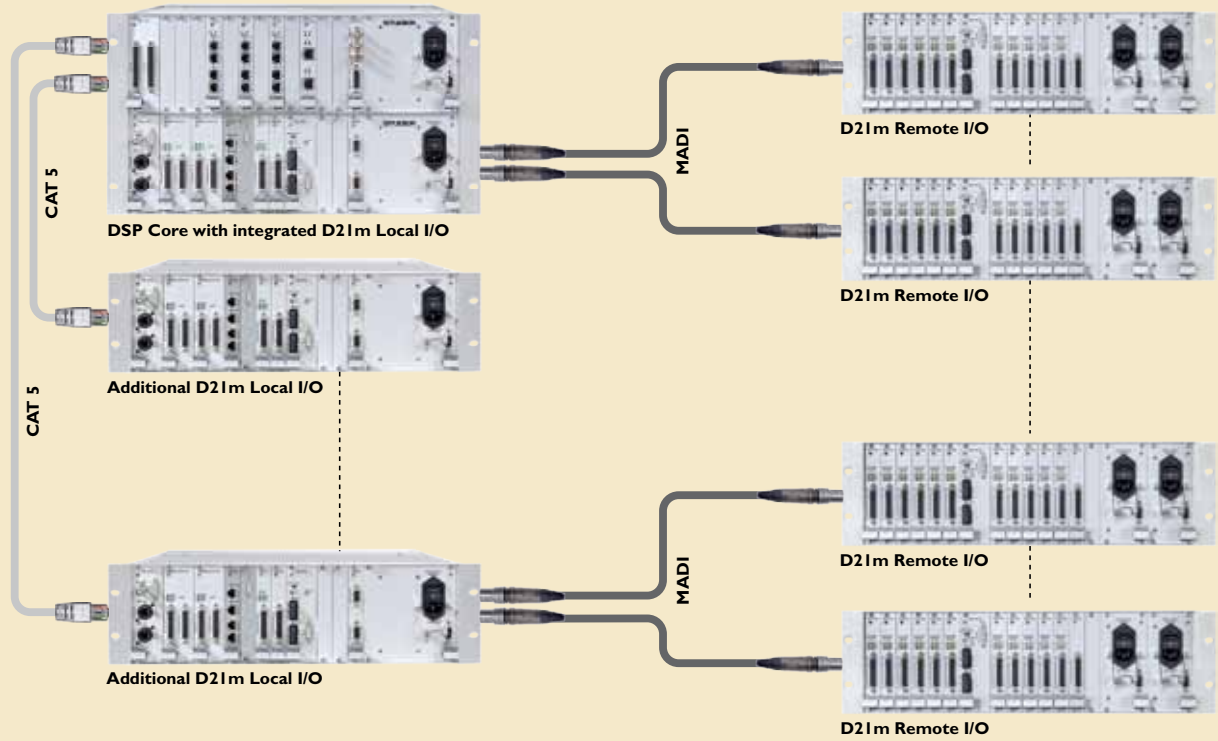 CAT 5
CAT 5
DSP Core with integrated D21m Local I/O
MADI
D21m Remote I/O
D21m Remote I/O
Additional D21m Local I/O
Additional D21m Local I/O
MADI
D21m Remote I/O
D21m Remote I/O